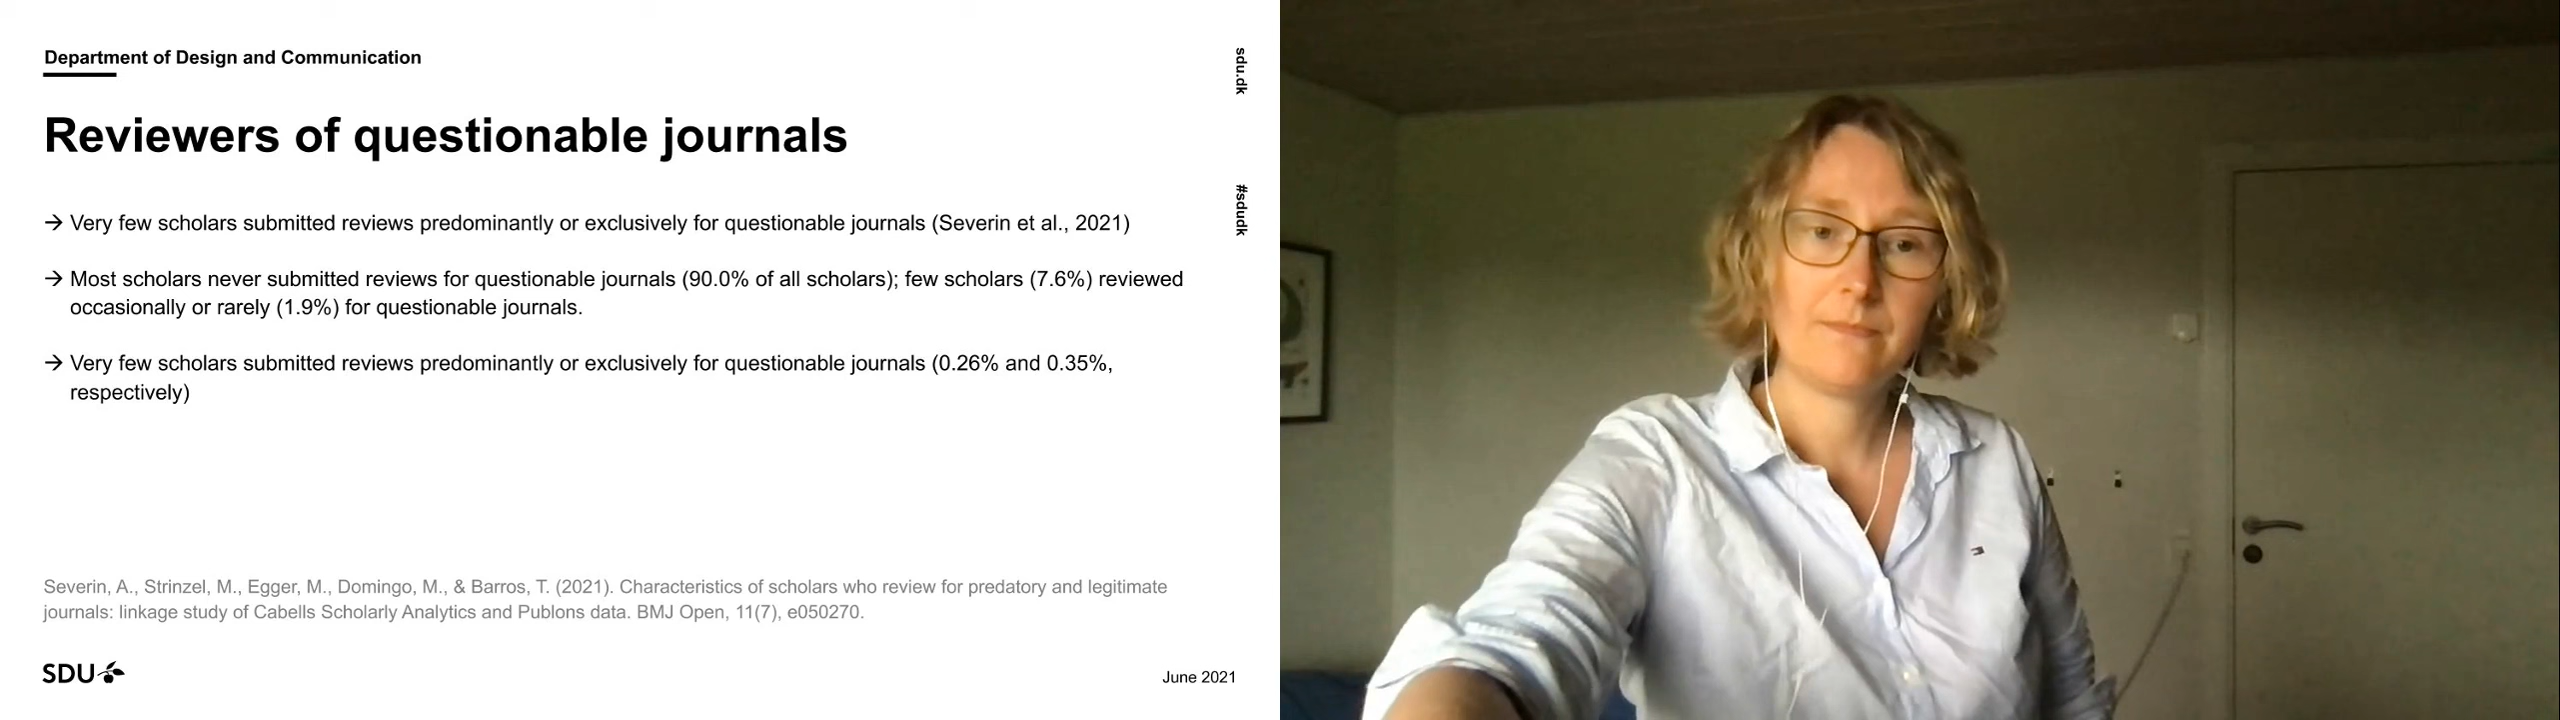 Department of Design and Communication
Reviewers of questionable journals
→ Very few scholars submitted reviews predominantly or exclusively for questionable journals (Severin et al., 2021)
→ Most scholars never submitted reviews for questionable journals (90.0% of all scholars); few scholars (7.6%) reviewed
occasionally or rarely (1.9%) for questionable journals.
→ Very few scholars submitted reviews predominantly or exclusively for questionable journals (0.26% and 0.35%,
respectively)
Severin, A., Strinzel, M., Egger, M., Domingo, M., & Barros, T. (2021). Characteristics of scholars who review for predatory and legitimate
journals: linkage study of Cabells Scholarly Analytics and Publons data. BMJ Open, 11(7), e050270.
SDU
June 2021
sdu.dk
#sdudk